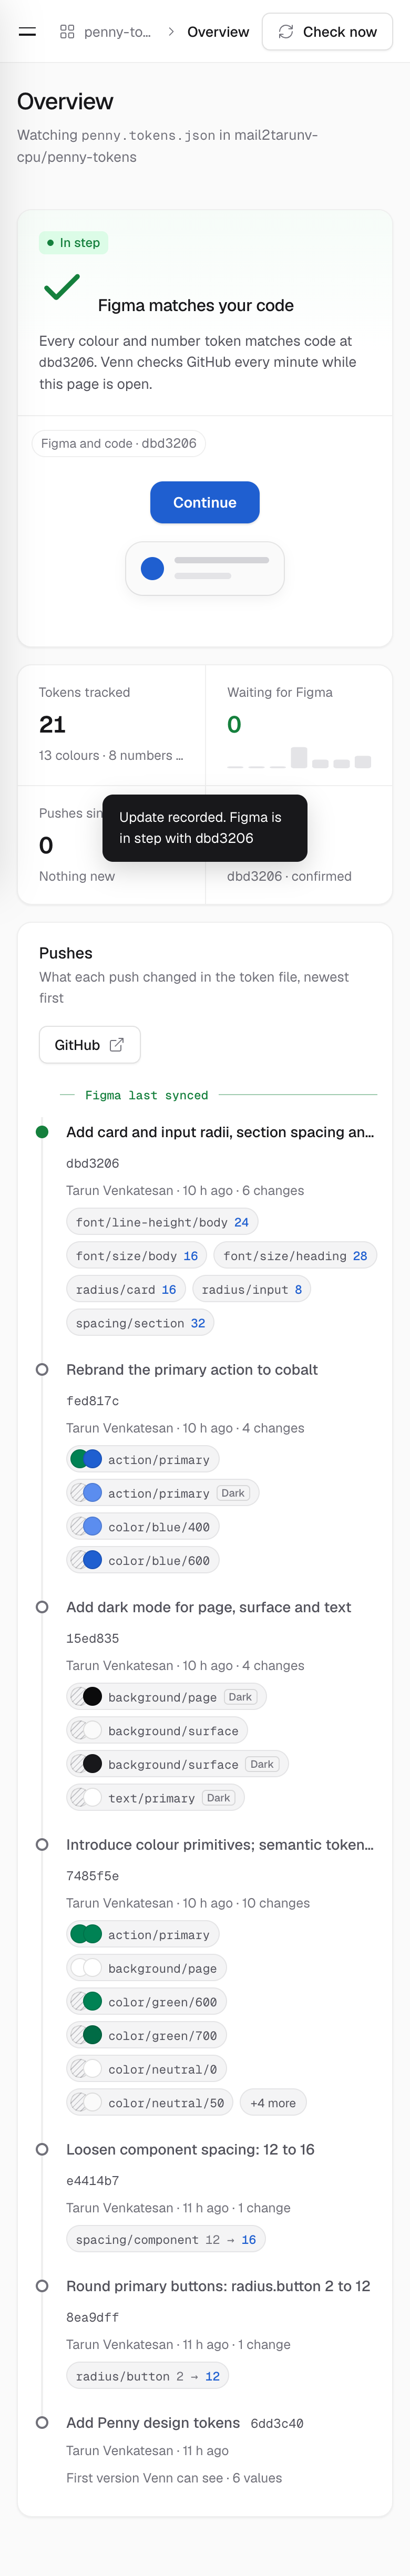 penny-to...
Overview
Check now
Overview
Watching penny.tokens.json in mail2tarunv-
cpu/penny-tokens
In step
Figma matches your code
Every colour and number token matches code at
dbd3206. Venn checks GitHub every minute while
this page is open.
Figma and code · dbd3206
Continue
Tokens tracked
21
13 colours · 8 numbers ...
Waiting for Figma
0
Pushes sin
0
Nothing new
Update recorded. Figma is
in step with dbd3206
dbd3206 · confirmed
Pushes
What each push changed in the token file, newest
first
GitHub
Figma last synced
Add card and input radii, section spacing an...
dbd3206
Tarun Venkatesan · 10 h ago · 6 changes
font/line-height/body 24
font/size/body 16 font/size/heading 28
radius/card 16 radius/input 8
spacing/section 32
Rebrand the primary action to cobalt
fed817c
Tarun Venkatesan · 10 h ago · 4 changes
action/primary
action/primary Dark
color/blue/400
color/blue/600
Add dark mode for page, surface and text
15ed835
Tarun Venkatesan · 10 h ago · 4 changes
background/page Dark
background/surface
background/surface Dark
text/primary Dark
Introduce colour primitives; semantic token...
7485f5e
Tarun Venkatesan · 10 h ago · 10 changes
action/primary
background/page
color/green/600
color/green/700
color/neutral/0
color/neutral/50 +4 more
Loosen component spacing: 12 to 16
e4414b7
Tarun Venkatesan · 11 h ago · 1 change
spacing/component 12 → 16
Round primary buttons: radius.button 2 to 12
8ea9dff
Tarun Venkatesan · 11 h ago · 1 change
radius/button 2 → 12
Add Penny design tokens 6dd3c40
Tarun Venkatesan · 11 h ago
First version Venn can see · 6 values